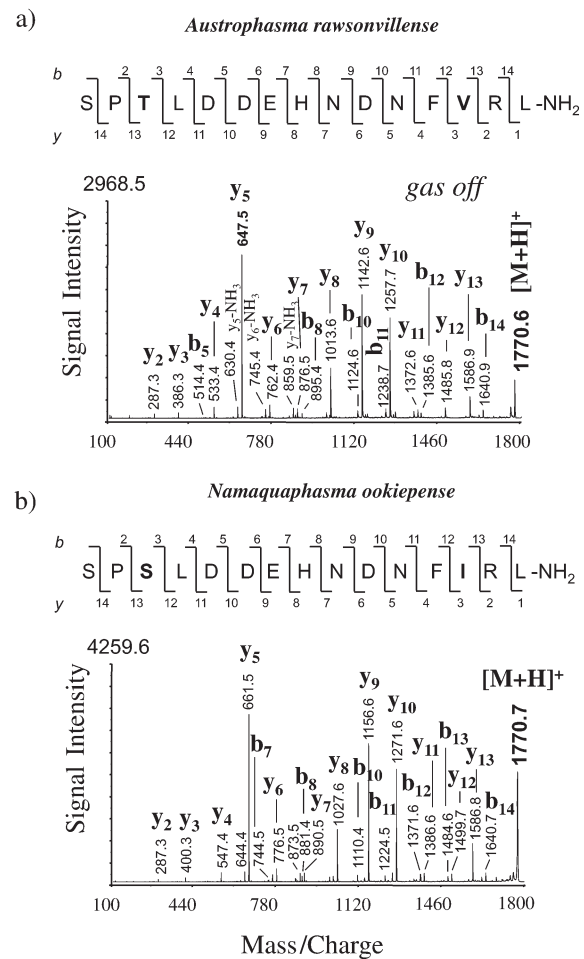 a)
Austrophasma rawsonvillense
b 2 3 4 5 6 7 8 9 10 11 12 13 14
S P T L D D E H N D N F V R L -NH2
y 14 13 12 11 10 9 8 7 6 5 4 3 2 1
2968.5
gas off
Signal Intensity
y2 287.3
y3 386.3
b5 514.4
y4 533.4
y5-NH3 630.4
y5 647.5
y6-NH3 745.4
y6 762.4
y7-NH3 859.5
y7 876.5
b8 895.4
y8 1013.6
b10 1124.6
y9 1142.6
b11 1238.7
y10 1257.7
y11 1372.6
b12 1385.6
y12 1485.8
y13 1586.9
b14 1640.9
[M+H]+ 1770.6
100 440 780 1120 1460 1800
b)
Namaquaphasma ookiepense
b 2 3 4 5 6 7 8 9 10 11 12 13 14
S P S L D D E H N D N F I R L -NH2
y 14 13 12 11 10 9 8 7 6 5 4 3 2 1
4259.6
Signal Intensity
y2 287.3
y3 400.3
y4 547.4
644.4
y5 661.5
b7 744.5
y6 776.5
873.5
b8 881.4
y7 890.5
y8 1027.6
b10 1110.4
y9 1156.6
b11 1224.5
y10 1271.6
b12 1371.6
y11 1386.6
b13 1484.6
y12 1499.7
y13 1586.8
b14 1640.7
[M+H]+ 1770.7
100 440 780 1120 1460 1800
Mass/Charge